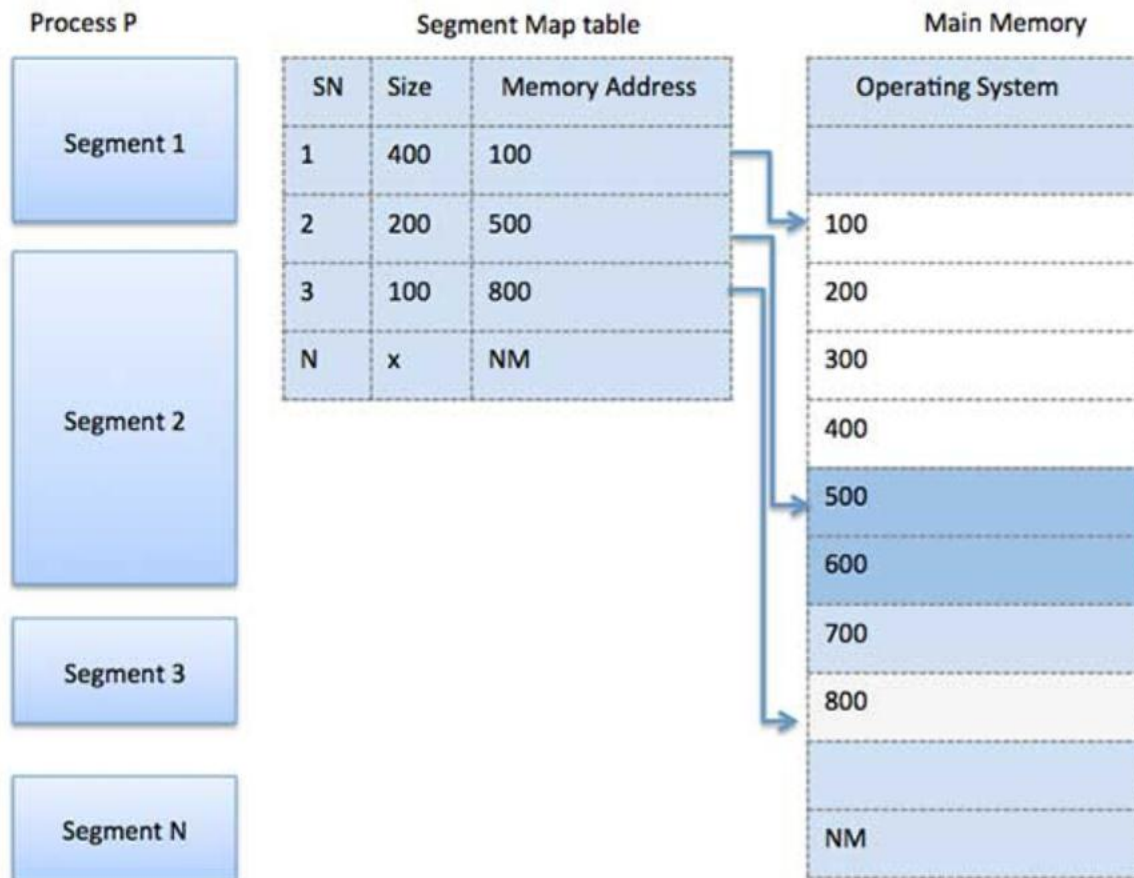 Process P
Segment 1
Segment 2
Segment 3
Segment N
Segment Map table
SN Size Memory Address
1 400 100
2 200 500
3 100 800
N x NM
Main Memory
Operating System
100
200
300
400
500
600
700
800
NM